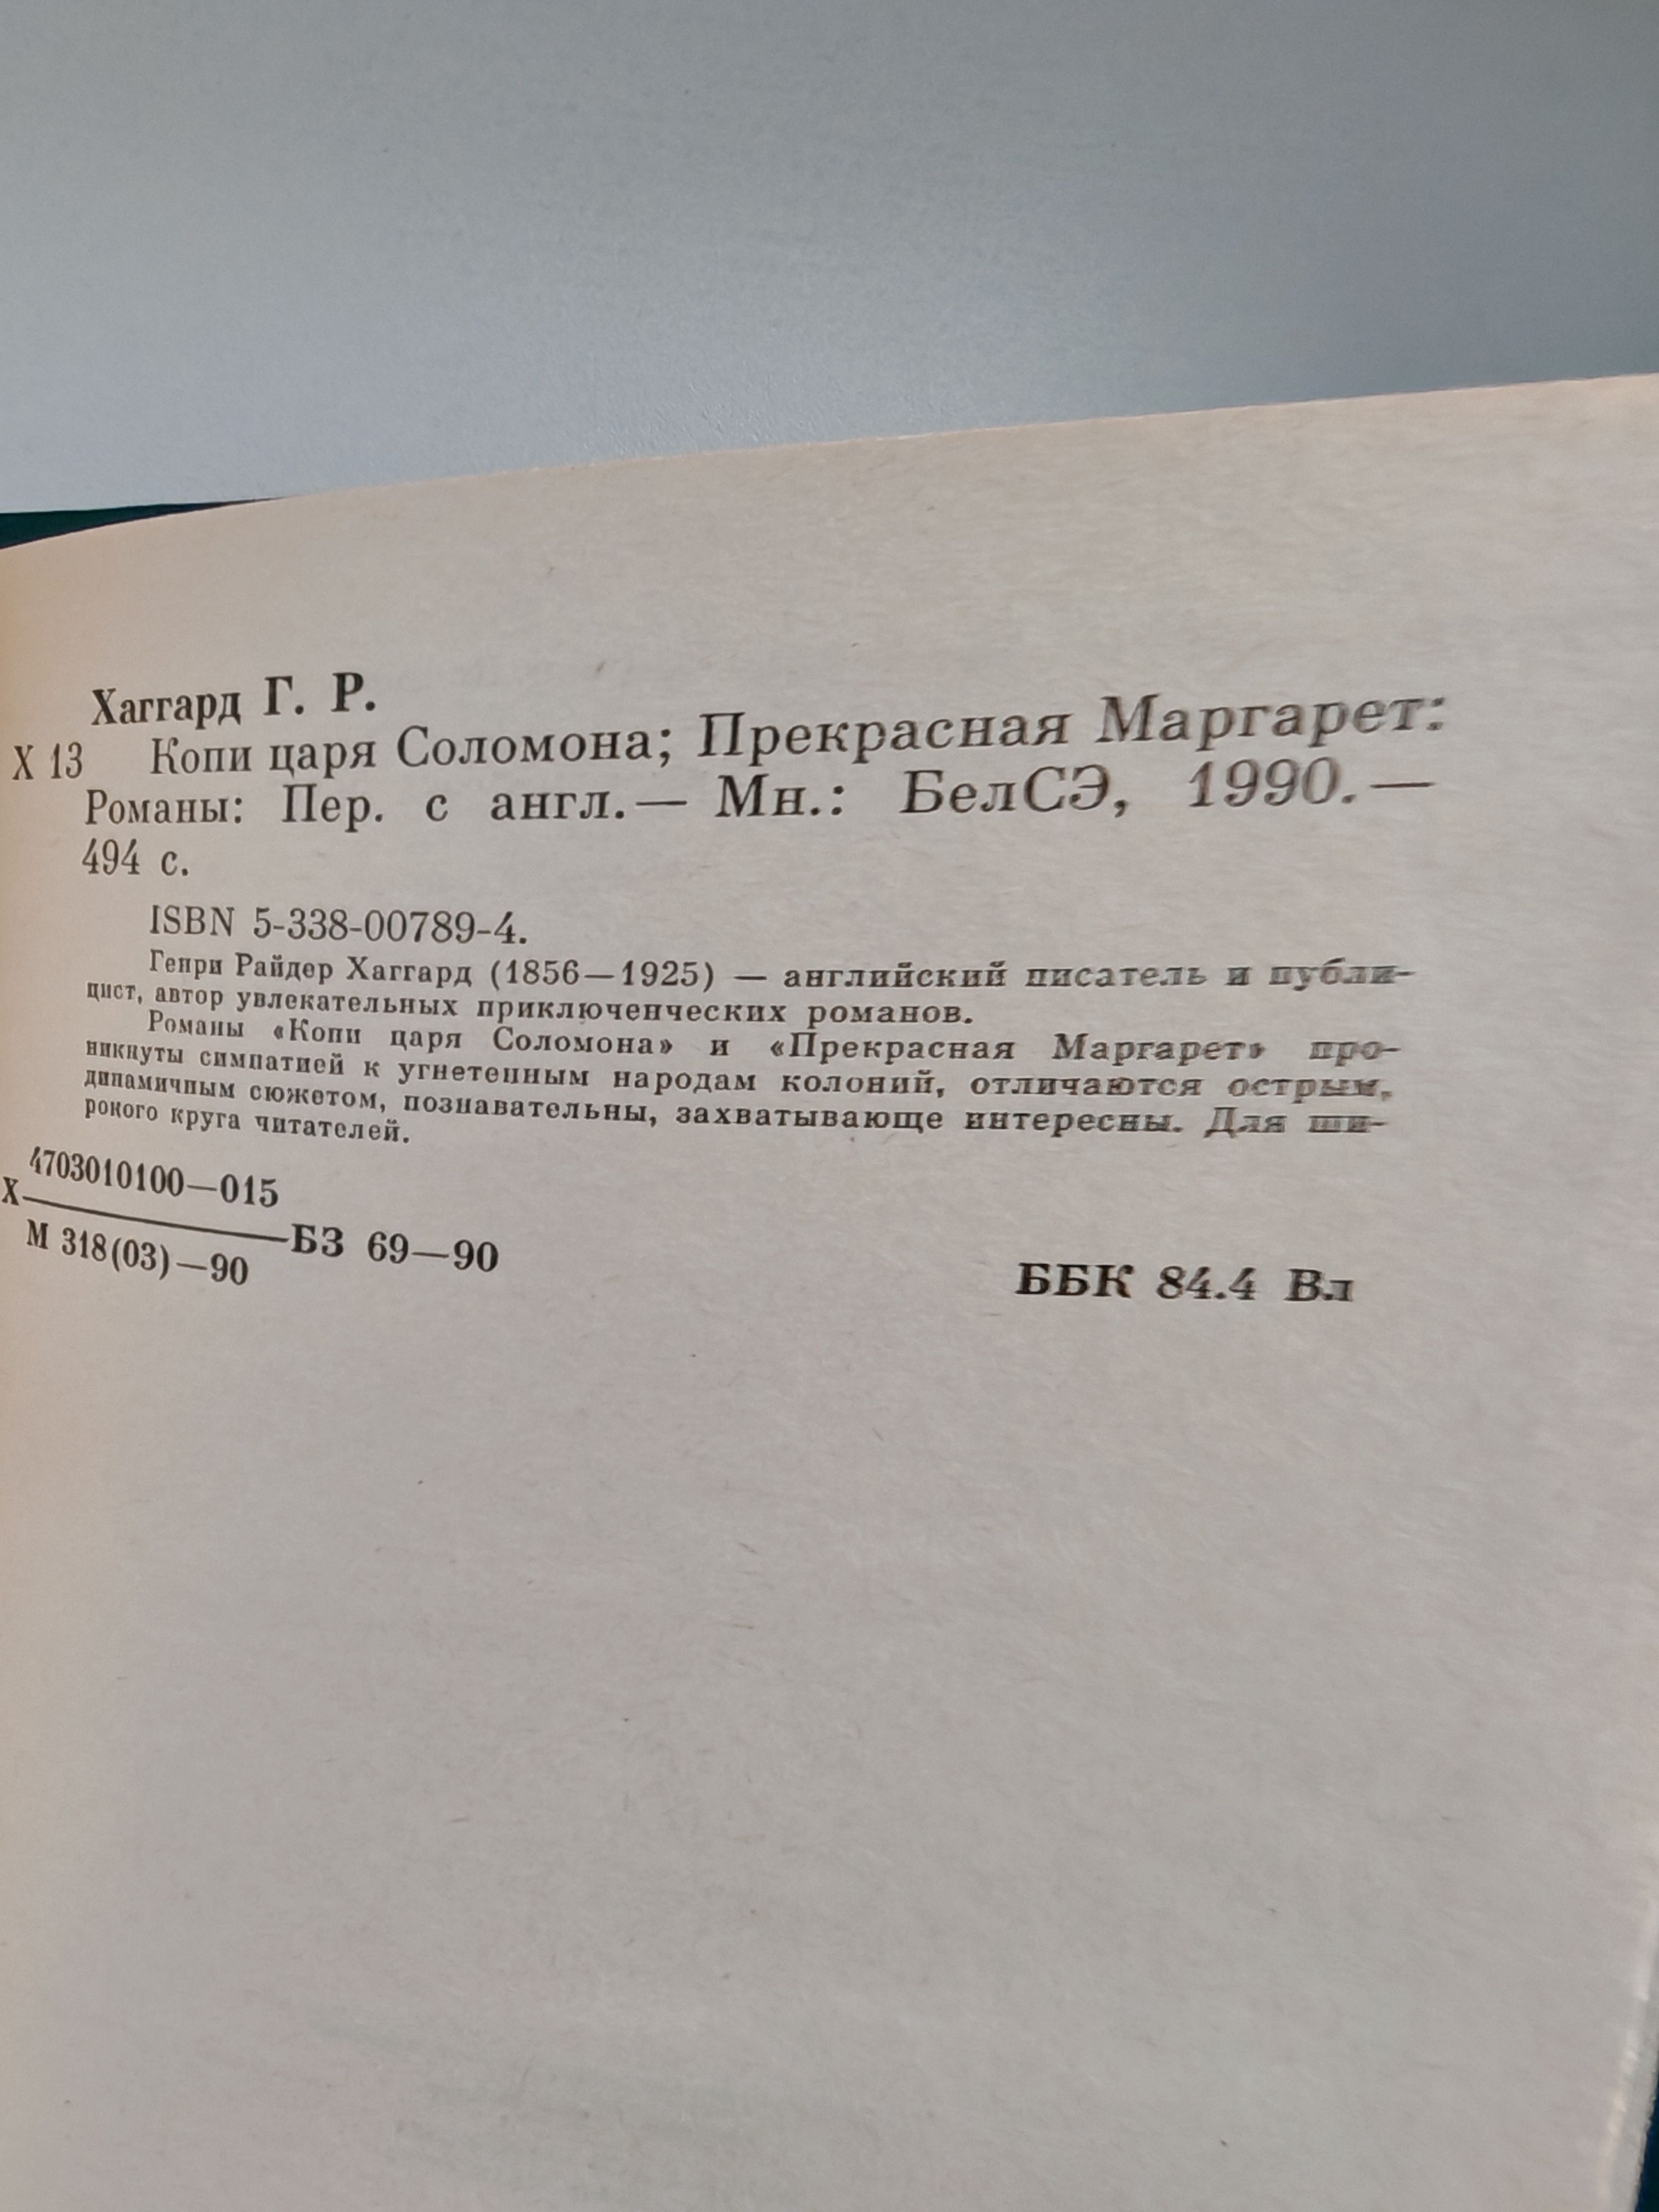 Хаггард Г. Р.
Х 13 Копи царя Соломона; Прекрасная Маргарет:
Романы: Пер. с англ.— Мн.: БелСЭ, 1990.—
494 с.
ISBN 5-338-00789-4.
Генри Райдер Хаггард (1856—1925) — английский писатель и публи-
цист, автор увлекательных приключенческих романов.
Романы «Копи царя Соломона» и «Прекрасная Маргарет» про-
никнуты симпатией к угнетенным народам колоний, отличаются острым,
динамичным сюжетом, познавательны, захватывающе интересны. Для ши-
рокого круга читателей.
4703010100—015
Х
М 318(03)—90
БЗ 69—90
ББК 84.4 Вл